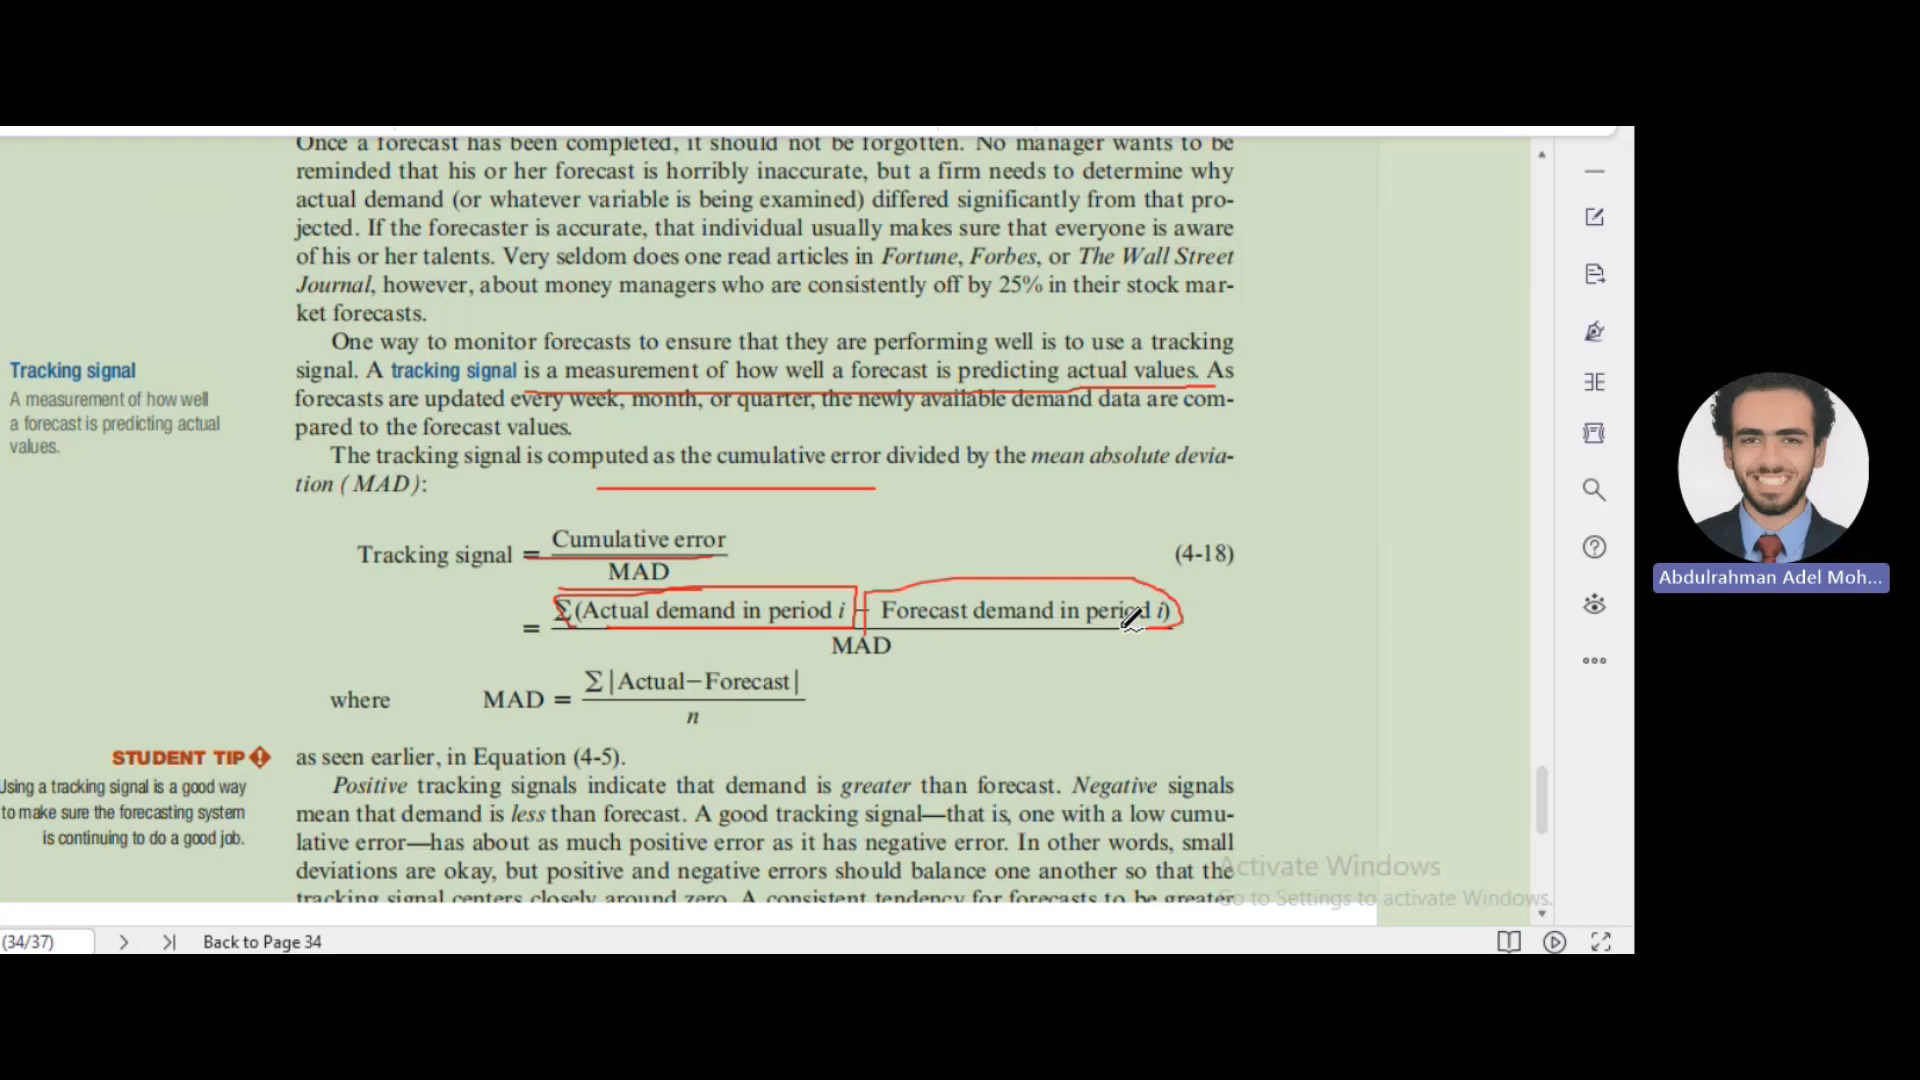 Once a forecast has been completed, it should not be forgotten. No manager wants to be
reminded that his or her forecast is horribly inaccurate, but a firm needs to determine why
actual demand (or whatever variable is being examined) differed significantly from that pro-
jected. If the forecaster is accurate, that individual usually makes sure that everyone is aware
of his or her talents. Very seldom does one read articles in Fortune, Forbes, or The Wall Street
Journal, however, about money managers who are consistently off by 25% in their stock mar-
ket forecasts.
One way to monitor forecasts to ensure that they are performing well is to use a tracking
signal. A tracking signal is a measurement of how well a forecast is predicting actual values. As
forecasts are updated every week, month, or quarter, the newly available demand data are com-
pared to the forecast values.
The tracking signal is computed as the cumulative error divided by the mean absolute devia-
tion (MAD):
Tracking signal
A measurement of how well
a forecast is predicting actual
values.
Tracking signal = Cumulative error
MAD
(4-18)
= Σ(Actual demand in period i − Forecast demand in period i)
MAD
where MAD = Σ|Actual−Forecast|
n
as seen earlier, in Equation (4-5).
Positive tracking signals indicate that demand is greater than forecast. Negative signals
mean that demand is less than forecast. A good tracking signal—that is, one with a low cumu-
lative error—has about as much positive error as it has negative error. In other words, small
deviations are okay, but positive and negative errors should balance one another so that the
tracking signal centers closely around zero. A consistent tendency for forecasts to be greater
STUDENT TIP
Using a tracking signal is a good way
to make sure the forecasting system
is continuing to do a good job.
Activate Windows
Go to Settings to activate Windows.
(34/37)
Back to Page 34
Abdulrahman Adel Moh...